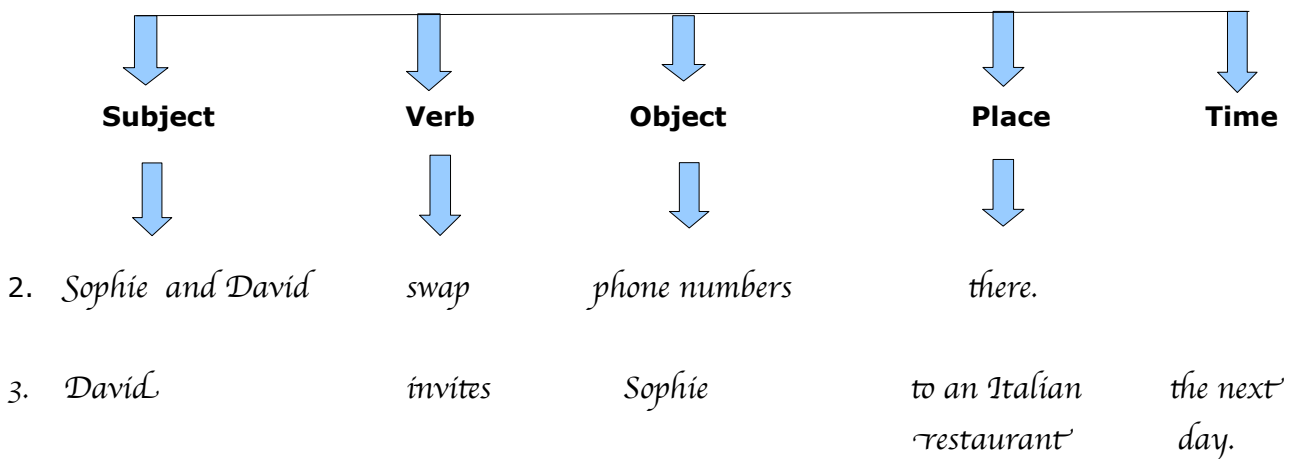 Subject Verb Object Place Time
2. Sophie and David swap phone numbers there.
3. David invites Sophie to an Italian the next
restaurant day.